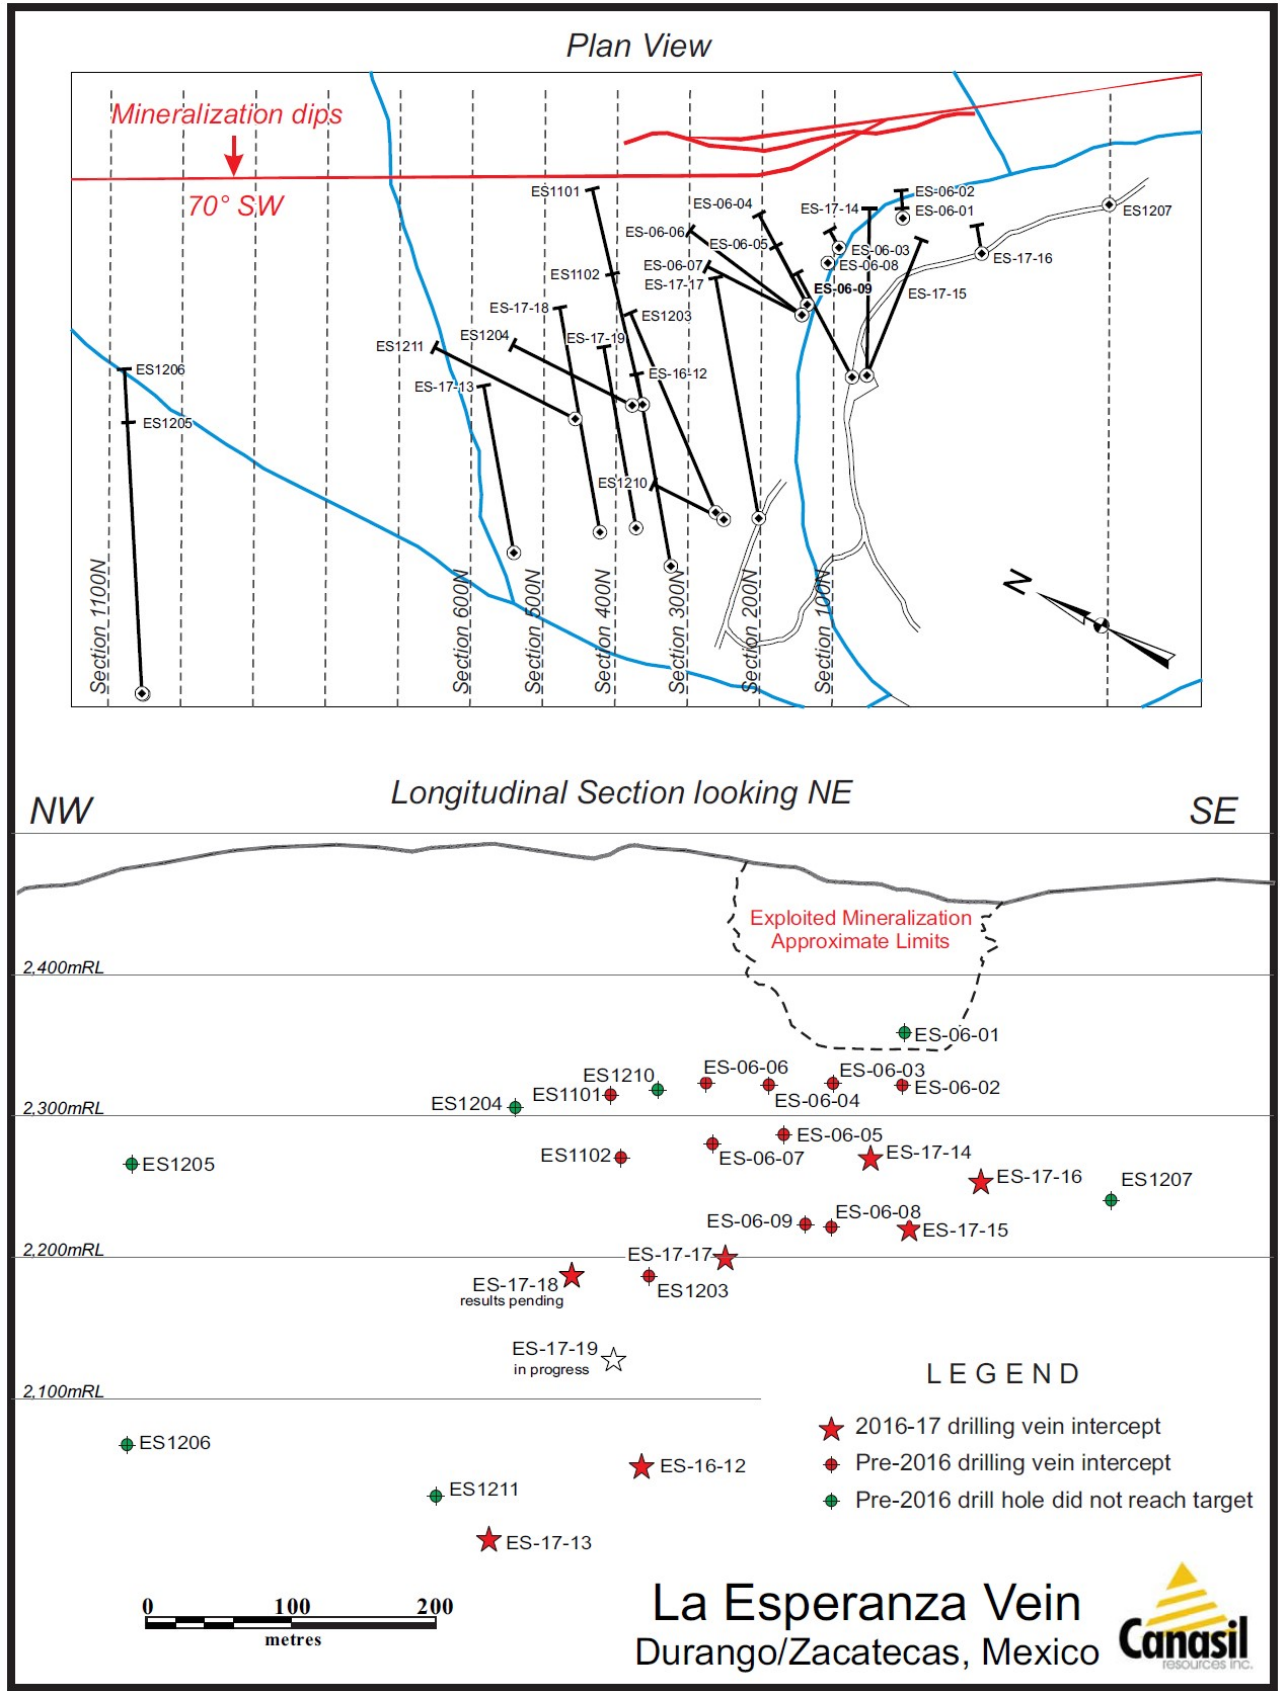 Plan View
Mineralization dips
70° SW
ES1101
ES-06-04
ES-17-14
ES-06-02
ES-06-01
ES1207
ES-06-06
ES-06-05
ES-06-03
ES-06-08
ES-17-16
ES1102
ES-06-07
ES-17-17
ES-06-09
ES-17-15
ES-17-18
ES1203
ES1204
ES-17-19
ES1211
ES1206
ES-16-12
ES-17-13
ES1205
ES1210
Section 1100N
Section 600N
Section 500N
Section 400N
Section 300N
Section 200N
Section 100N
N
Longitudinal Section looking NE
NW
SE
Exploited Mineralization
Approximate Limits
2,400mRL
ES-06-01
ES-06-06
ES-06-03
ES1210
ES1101
ES-06-02
ES1204
ES-06-04
2,300mRL
ES-06-05
ES1102
ES-06-07
ES-17-14
ES1205
ES-17-16
ES1207
ES-06-09
ES-06-08
ES-17-15
2,200mRL
ES-17-17
ES-17-18
results pending
ES1203
ES-17-19
in progress
2,100mRL
ES1206
ES-16-12
ES1211
ES-17-13
LEGEND
2016-17 drilling vein intercept
Pre-2016 drilling vein intercept
Pre-2016 drill hole did not reach target
0 100 200
metres
La Esperanza Vein
Durango/Zacatecas, Mexico
Canasil
resources inc.